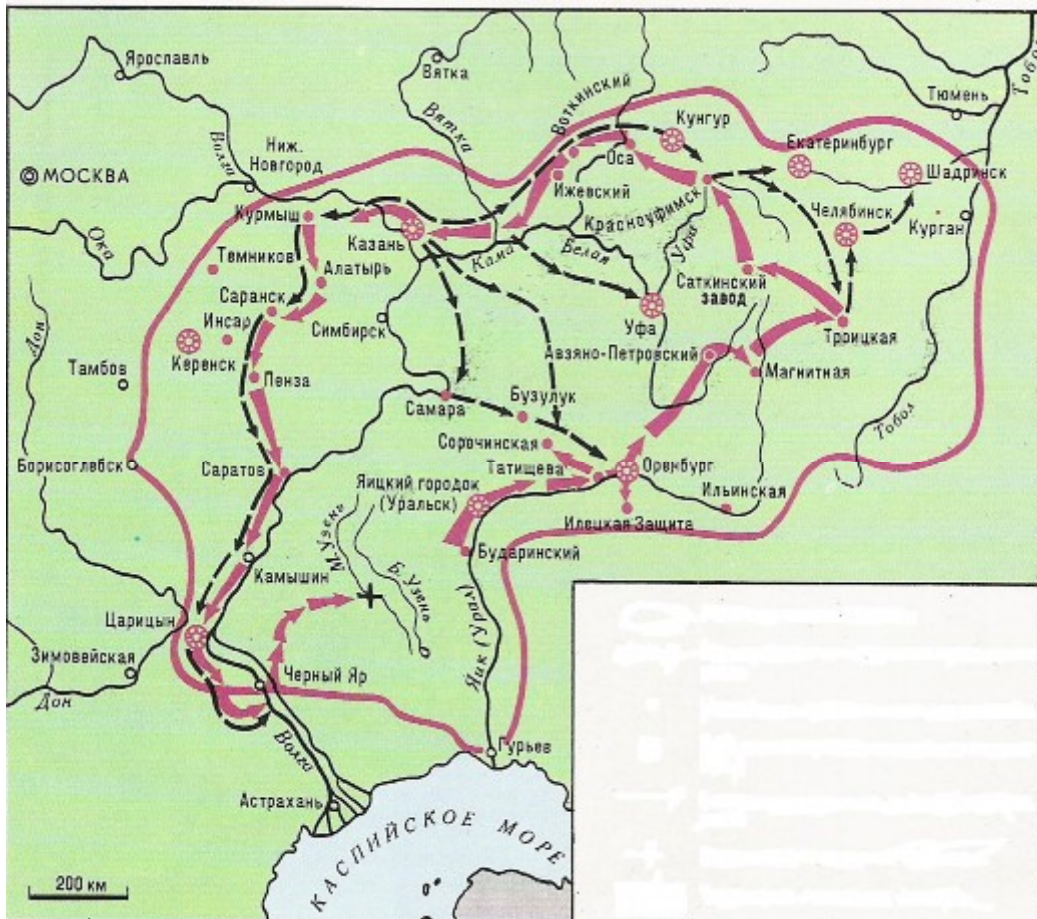 Ярославль
Вятка
Воткинский
Тобол
Тюмень
Вятка
Кунгур
Екатеринбург
Волга
Ниж.
Новгород
Оса
Шадринск
МОСКВА
Ижевский
Курмыш
Красноуфимск
Челябинск
Казань
Курган
Ока
Кама
Белая
Уфа
Темников
Алатырь
Саткинский
завод
Саранск
Симбирск
Инсар
Уфа
Троицкая
Дон
Керенск
Авзяно-Петровский
Тамбов
Пенза
Магнитная
Самара
Бузулук
Тобол
Сорочинская
Борисоглебск
Саратов
Татищева
Оренбург
Яицкий городок
(Уральск)
Ильинская
Илецкая Защита
М.Узень
Бударинский
Камышин
Б.Узень
Царицын
Яик (Урал)
Зимовейская
Черный Яр
Дон
Волга
Гурьев
Астрахань
КАСПИЙСКОЕ МОРЕ
200 км